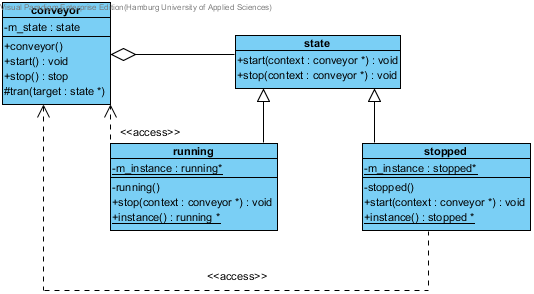 Visual Paradigm Enterprise Edition(Hamburg University of Applied Sciences)
conveyor
-m_state : state
+conveyor()
+start() : void
+stop() : stop
#tran(target : state *)
state
+start(context : conveyor *) : void
+stop(context : conveyor *) : void
<<access>>
running
-m_instance : running*
-running()
+stop(context : conveyor *) : void
+instance() : running *
stopped
-m_instance : stopped*
-stopped()
+start(context : conveyor *) : void
+instance() : stopped *
<<access>>